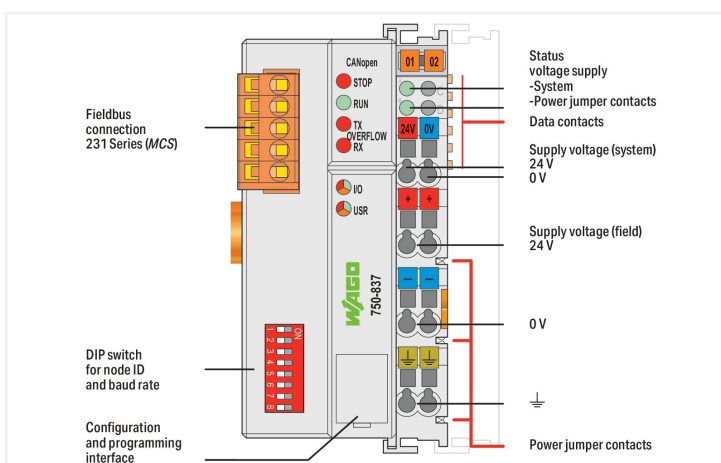 CANopen
STOP
RUN
TX
OVERFLOW
RX
I/O
USR
WAGO
750-837
01 02
24V 0V
+ +
— —
ON
1 2 3 4 5 6 7 8
Fieldbus
connection
231 Series (MCS)
DIP switch
for node ID
and baud rate
Configuration
and programming
interface
Status
voltage supply
-System
-Power jumper contacts
Data contacts
Supply voltage (system)
24 V
0 V
Supply voltage (field)
24 V
0 V
Power jumper contacts